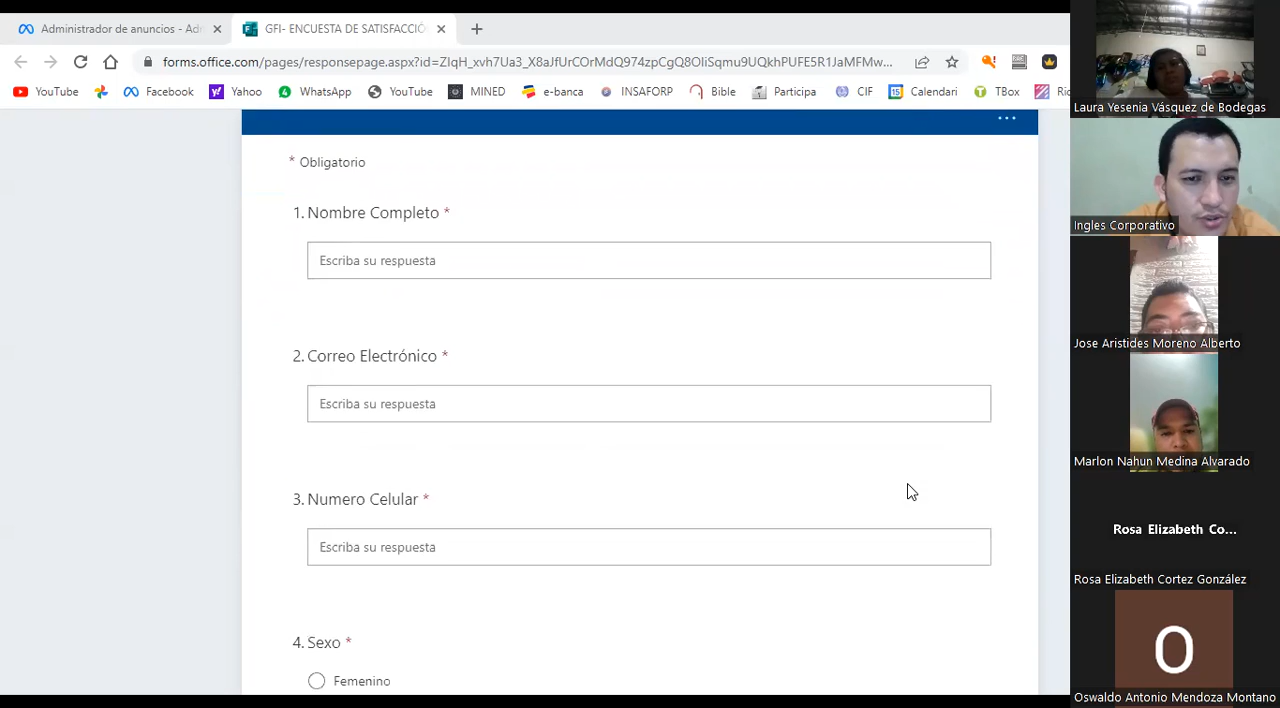 Administrador de anuncios - Adm
GFI- ENCUESTA DE SATISFACCIÓ
forms.office.com/pages/responsepage.aspx?id=ZIqH_xvh7Ua3_X8aJfUrCOrMdQ974zpCgQ8OIiSqmu9UQkhPUFE5R1JaMFMw...
YouTube
Facebook
Yahoo
WhatsApp
YouTube
MINED
e-banca
INSAFORP
Bible
Participa
CIF
Calendari
TBox
* Obligatorio
1. Nombre Completo *
Escriba su respuesta
2. Correo Electrónico *
Escriba su respuesta
3. Numero Celular *
Escriba su respuesta
4. Sexo *
Femenino
Laura Yesenia Vásquez de Bodegas
Ingles Corporativo
Jose Aristides Moreno Alberto
Marlon Nahun Medina Alvarado
Rosa Elizabeth Co...
Rosa Elizabeth Cortez González
O
Oswaldo Antonio Mendoza Montano